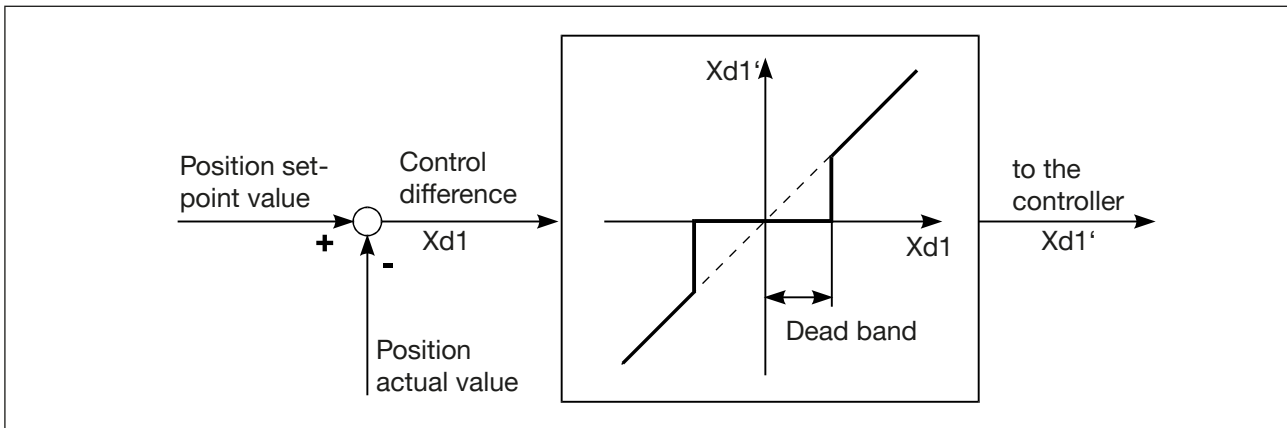 Position set-
point value
+
-
Position
actual value
Control
difference
Xd1
Xd1‘
Xd1
Dead band
to the
controller
Xd1‘